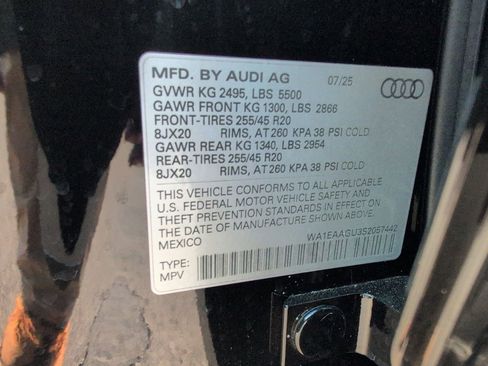 MFD. BY AUDI AG 07/25
GVWR KG 2495, LBS 5500
GAWR FRONT KG 1300, LBS 2866
FRONT-TIRES 255/45 R20
8JX20 RIMS, AT 260 KPA 38 PSI COLD
GAWR REAR KG 1340, LBS 2954
REAR-TIRES 255/45 R20
8JX20 RIMS, AT 260 KPA 38 PSI COLD
THIS VEHICLE CONFORMS TO ALL APPLICABLE
U.S. FEDERAL MOTOR VEHICLE SAFETY AND
THEFT PREVENTION STANDARDS IN EFFECT ON
THE DATE OF MANUFACTURE SHOWN ABOVE
MEXICO
WA1EAAGU3S2057442
TYPE:
MPV